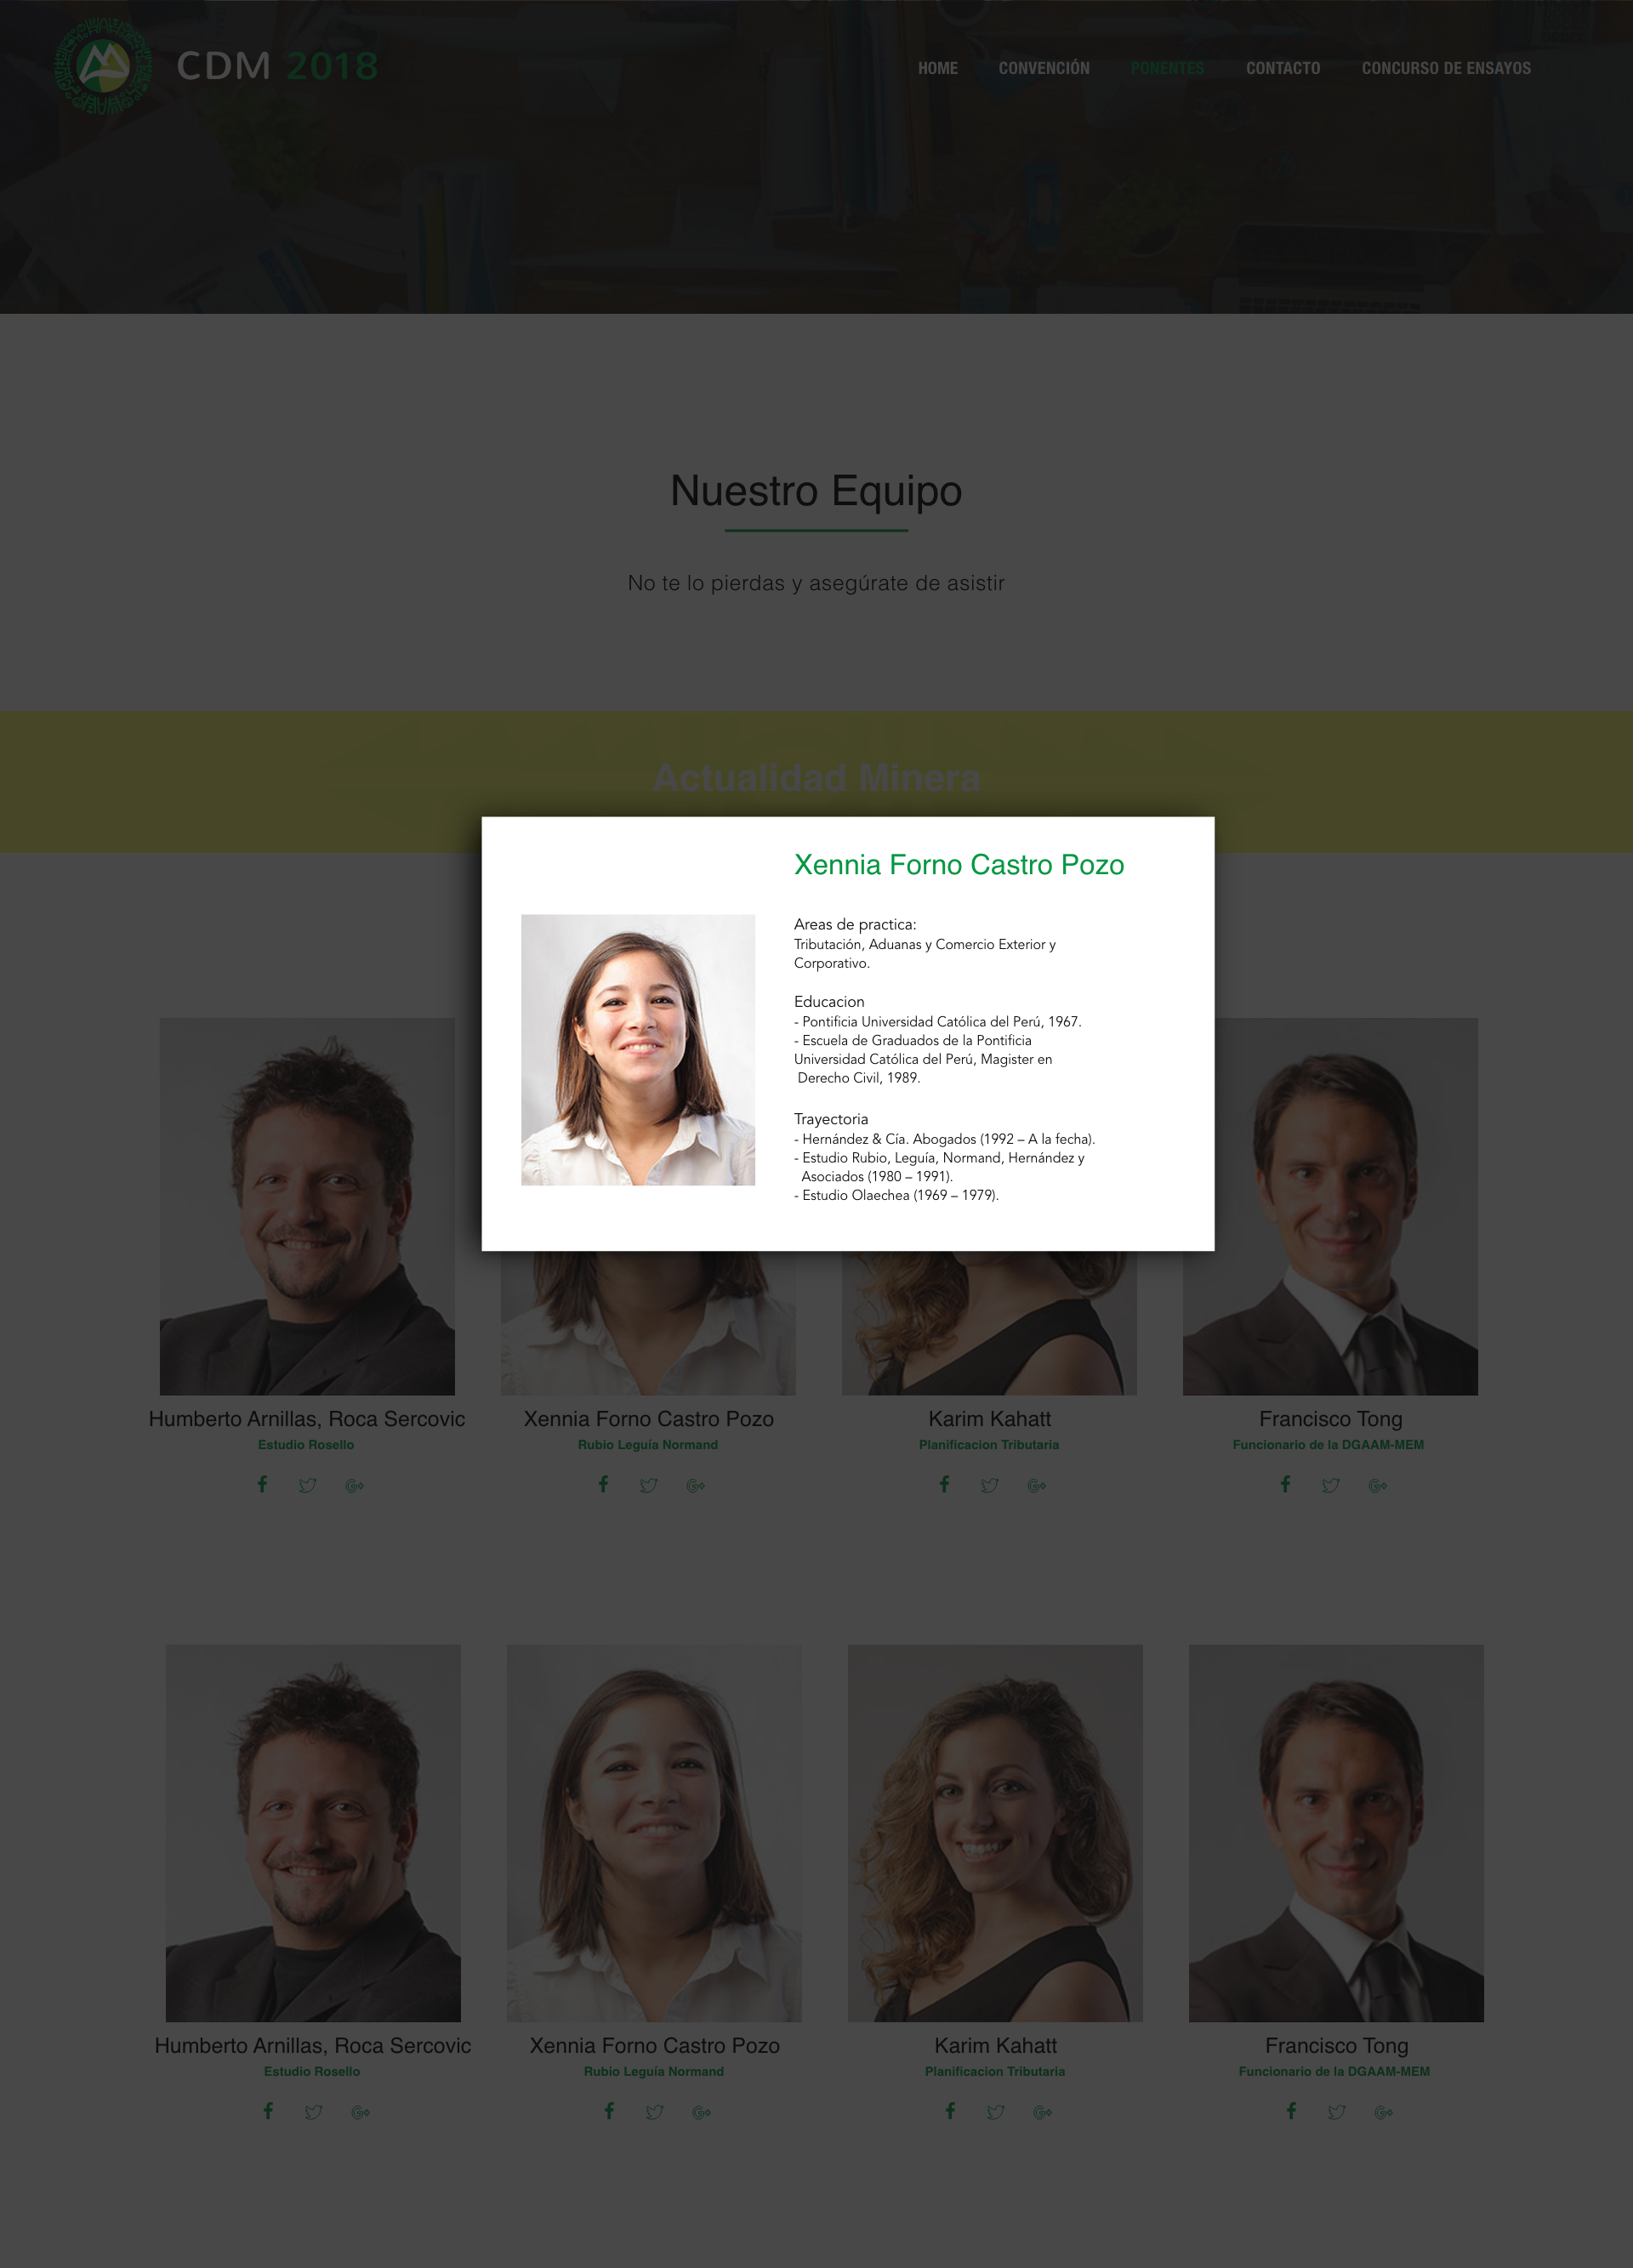 CDM 2018
HOME CONVENCIÓN PONENTES CONTACTO CONCURSO DE ENSAYOS
Nuestro Equipo
No te lo pierdas y asegúrate de asistir
Actualidad Minera
Xennia Forno Castro Pozo
Areas de practica:
Tributación, Aduanas y Comercio Exterior y
Corporativo.
Educacion
- Pontificia Universidad Católica del Perú, 1967.
- Escuela de Graduados de la Pontificia
Universidad Católica del Perú, Magister en
Derecho Civil, 1989.
Trayectoria
- Hernández & Cía. Abogados (1992 – A la fecha).
- Estudio Rubio, Leguía, Normand, Hernández y
Asociados (1980 – 1991).
- Estudio Olaechea (1969 – 1979).
Humberto Arnillas, Roca Sercovic
Estudio Rosello
Xennia Forno Castro Pozo
Rubio Leguía Normand
Karim Kahatt
Planificacion Tributaria
Francisco Tong
Funcionario de la DGAAM-MEM
Humberto Arnillas, Roca Sercovic
Estudio Rosello
Xennia Forno Castro Pozo
Rubio Leguía Normand
Karim Kahatt
Planificacion Tributaria
Francisco Tong
Funcionario de la DGAAM-MEM